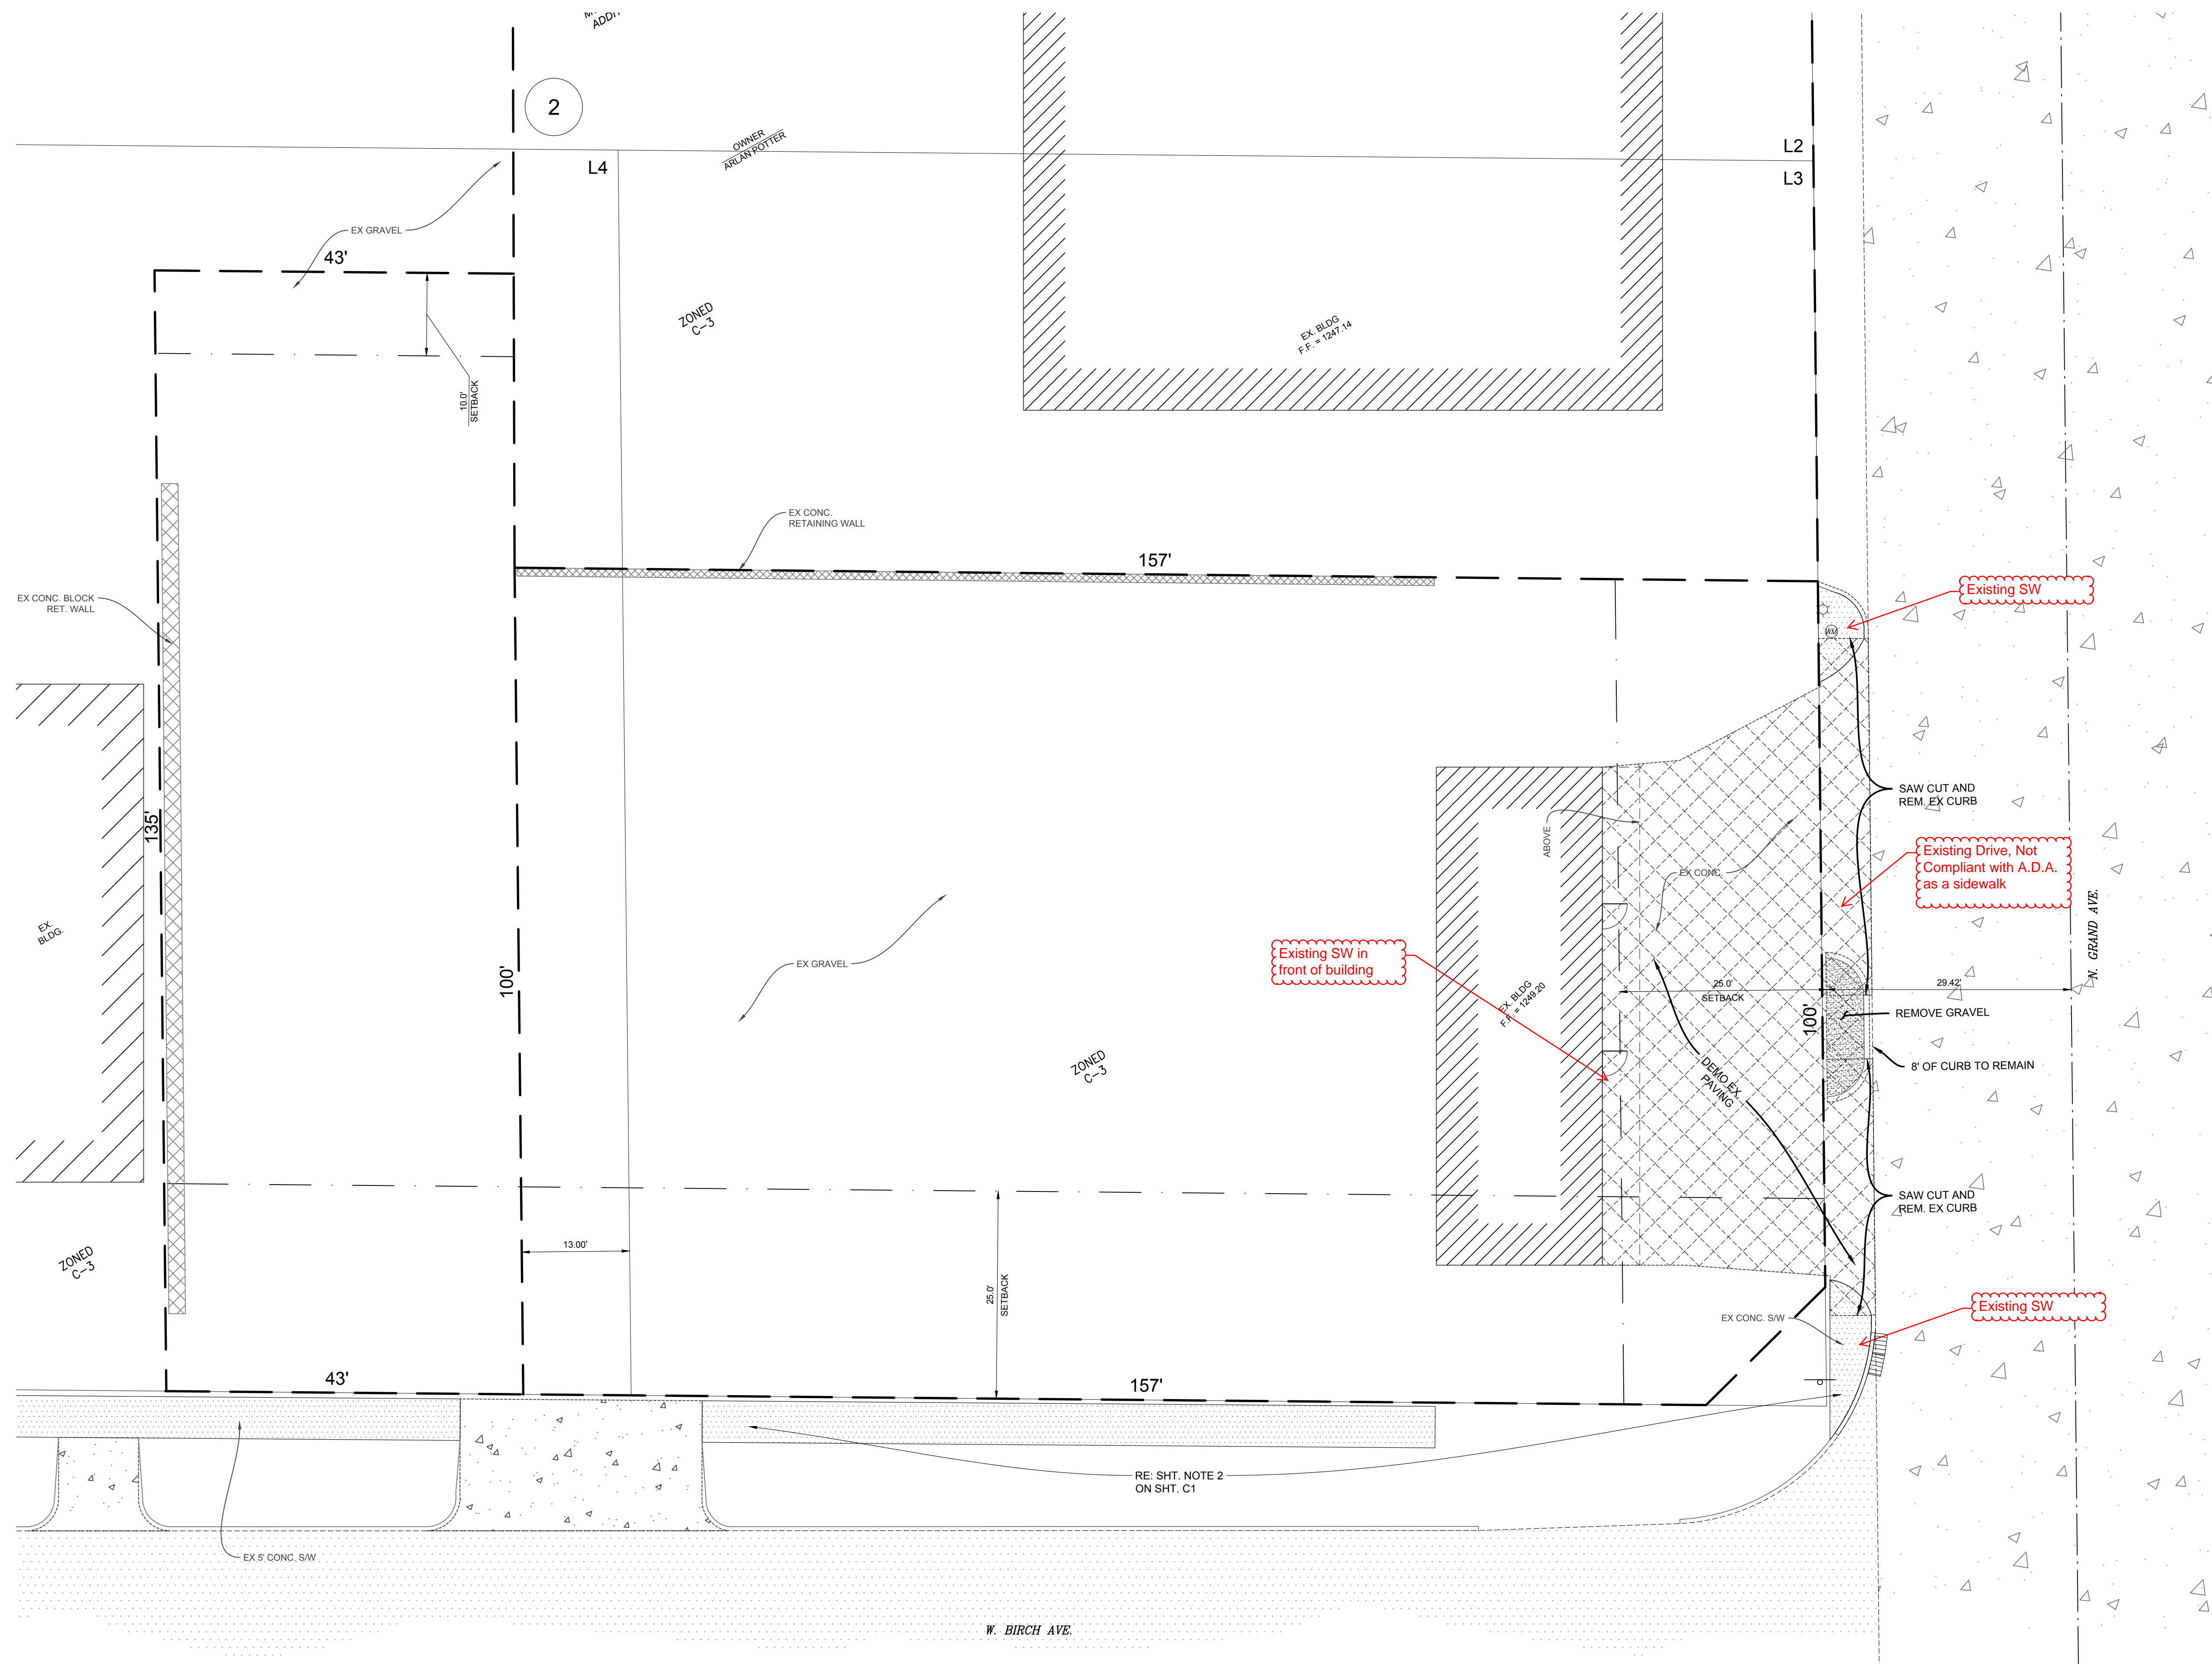 ADDIT
2
OWNER
ARLAN POTTER
L4
L2
L3
EX GRAVEL
43'
ZONED
C-3
EX. BLDG
F.F. = 1247.14
10.0'
SETBACK
EX CONC.
RETAINING WALL
157'
Existing SW
EX CONC. BLOCK
RET. WALL
WM
SAW CUT AND
REM. EX CURB
135'
ABOVE
EX CONC.
Existing Drive, Not
Compliant with A.D.A.
as a sidewalk
N. GRAND AVE.
EX.
BLDG.
100'
EX GRAVEL
Existing SW in
front of building
EX. BLDG
F.F. = 1249.20
25.0'
SETBACK
29.42'
100'
REMOVE GRAVEL
8' OF CURB TO REMAIN
ZONED
C-3
DEMO EX.
PAVING
SAW CUT AND
REM. EX CURB
ZONED
C-3
13.00'
25.0'
SETBACK
EX CONC. S/W
Existing SW
43'
157'
RE: SHT. NOTE 2
ON SHT. C1
EX 5' CONC. S/W
W. BIRCH AVE.